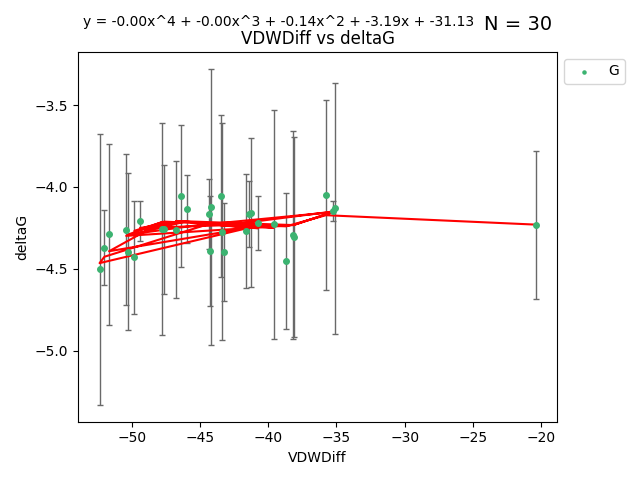 y = -0.00x^4 + -0.00x^3 + -0.14x^2 + -3.19x + -31.13 N = 30
VDWDiff vs deltaG
G
−3.5
−4.0
−4.5
−5.0
deltaG
−50 −45 −40 −35 −30 −25 −20
VDWDiff